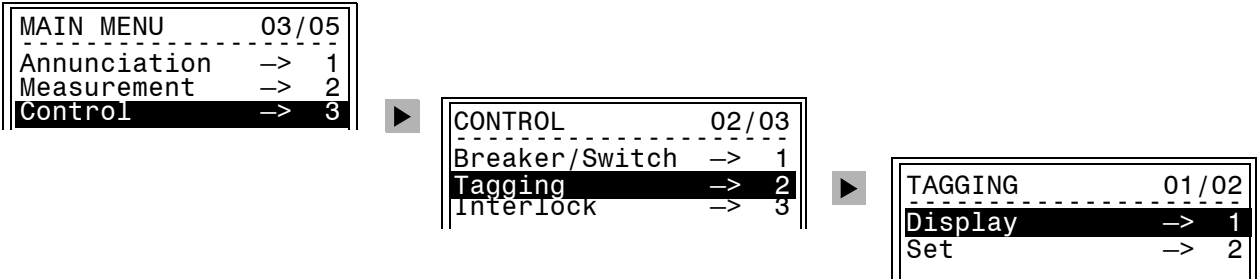 MAIN MENU 03/05
Annunciation —> 1
Measurement —> 2
Control —> 3
CONTROL 02/03
Breaker/Switch —> 1
Tagging —> 2
Interlock —> 3
TAGGING 01/02
Display —> 1
Set —> 2